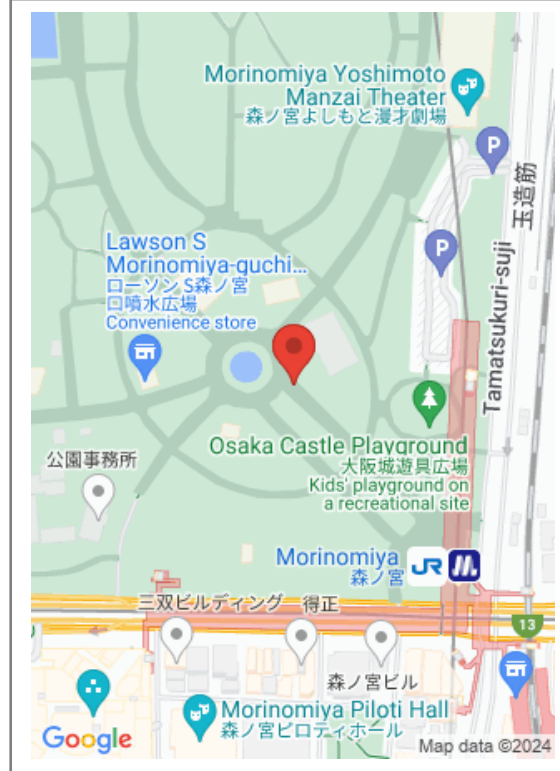 Morinomiya Yoshimoto
Manzai Theater
森ノ宮よしもと漫才劇場
P
玉造筋
P
Tamatsukuri-suji
Lawson S
Morinomiya-guchi...
ローソン S森ノ宮
口噴水広場
Convenience store
Osaka Castle Playground
大阪城遊具広場
Kids' playground on
a recreational site
公園事務所
Morinomiya
森ノ宮
JR
三双ビルディング
得正
13
森ノ宮ビル
Morinomiya Piloti Hall
森ノ宮ピロティホール
Google
Map data ©2024